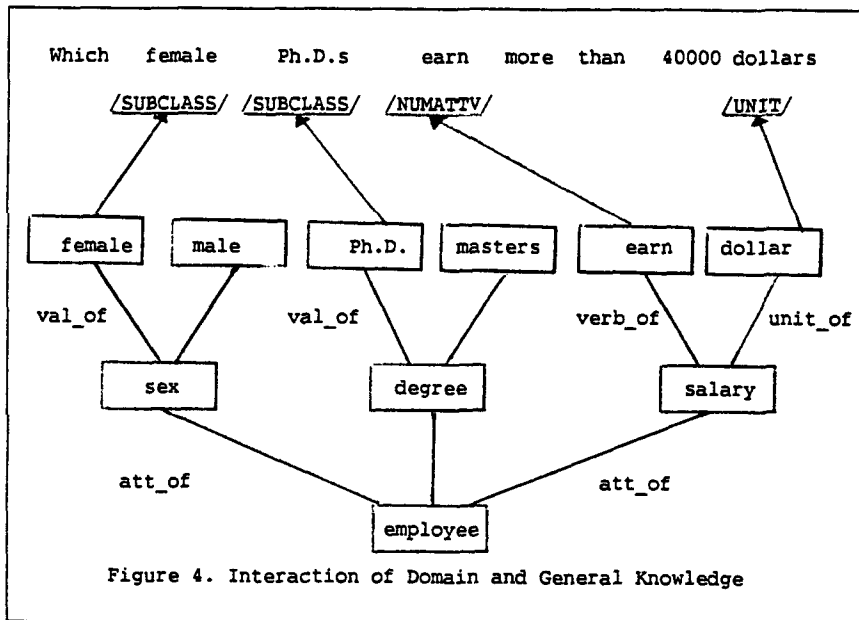 Which female Ph.D.s earn more than 40000 dollars
/SUBCLASS/ /SUBCLASS/ /NUMATTV/ /UNIT/
female male Ph.D. masters earn dollar
val_of val_of verb_of unit_of
sex degree salary
att_of att_of
employee
Figure 4. Interaction of Domain and General Knowledge